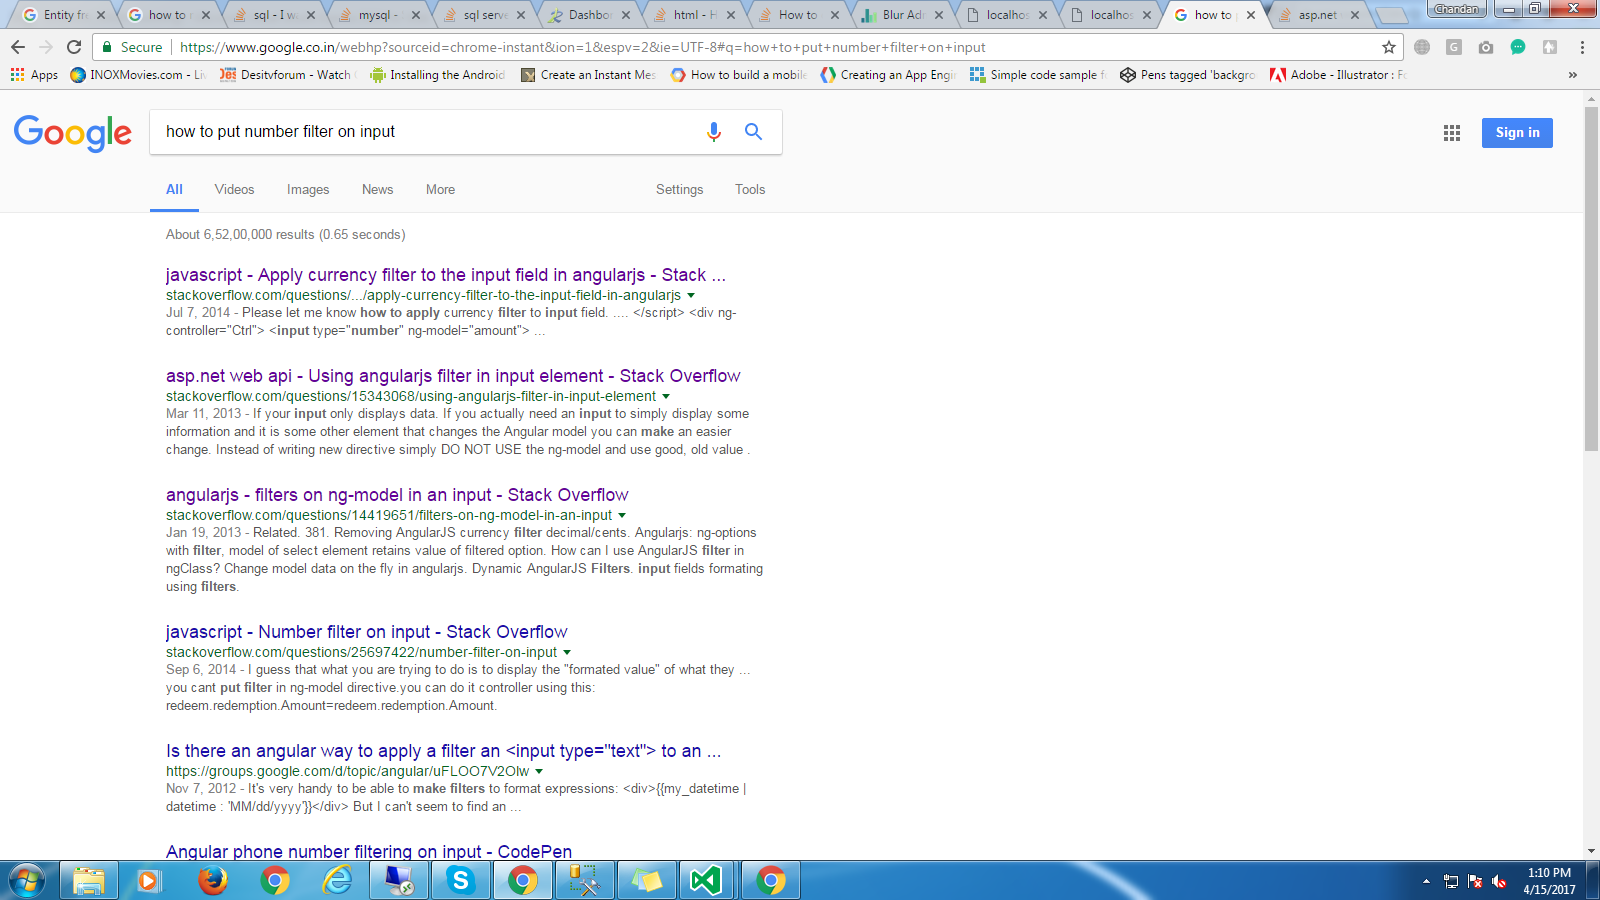 Entity fr
how to
sql - I w
mysql -
sql serve
Dashbo
html - H
How to
Blur Ad
localhos
localhos
how to
asp.net
Chandan
Secure
https://www.google.co.in/webhp?sourceid=chrome-instant&ion=1&espv=2&ie=UTF-8#q=how+to+put+number+filter+on+input
Apps
INOXMovies.com - Liv
Desitvforum - Watch
Installing the Android
Create an Instant Mes
How to build a mobile
Creating an App Engi
Simple code sample f
Pens tagged 'backgro
Adobe - Illustrator : Fo
»
Google
how to put number filter on input
Sign in
All Videos Images News More Settings Tools
About 6,52,00,000 results (0.65 seconds)
javascript - Apply currency filter to the input field in angularjs - Stack ...
stackoverflow.com/questions/.../apply-currency-filter-to-the-input-field-in-angularjs
Jul 7, 2014 - Please let me know how to apply currency filter to input field. .... </script> <div ng-
controller="Ctrl"> <input type="number" ng-model="amount"> ...
asp.net web api - Using angularjs filter in input element - Stack Overflow
stackoverflow.com/questions/15343068/using-angularjs-filter-in-input-element
Mar 11, 2013 - If your input only displays data. If you actually need an input to simply display some
information and it is some other element that changes the Angular model you can make an easier
change. Instead of writing new directive simply DO NOT USE the ng-model and use good, old value .
angularjs - filters on ng-model in an input - Stack Overflow
stackoverflow.com/questions/14419651/filters-on-ng-model-in-an-input
Jan 19, 2013 - Related. 381. Removing AngularJS currency filter decimal/cents. Angularjs: ng-options
with filter, model of select element retains value of filtered option. How can I use AngularJS filter in
ngClass? Change model data on the fly in angularjs. Dynamic AngularJS Filters. input fields formating
using filters.
javascript - Number filter on input - Stack Overflow
stackoverflow.com/questions/25697422/number-filter-on-input
Sep 6, 2014 - I guess that what you are trying to do is to display the "formated value" of what they ...
you cant put filter in ng-model directive.you can do it controller using this:
redeem.redemption.Amount=redeem.redemption.Amount.
Is there an angular way to apply a filter an <input type="text"> to an ...
https://groups.google.com/d/topic/angular/uFLOO7V2OIw
Nov 7, 2012 - It's very handy to be able to make filters to format expressions: <div>{{my_datetime |
datetime : 'MM/dd/yyyy'}}</div> But I can't seem to find an ...
Angular phone number filtering on input - CodePen
1:10 PM
4/15/2017